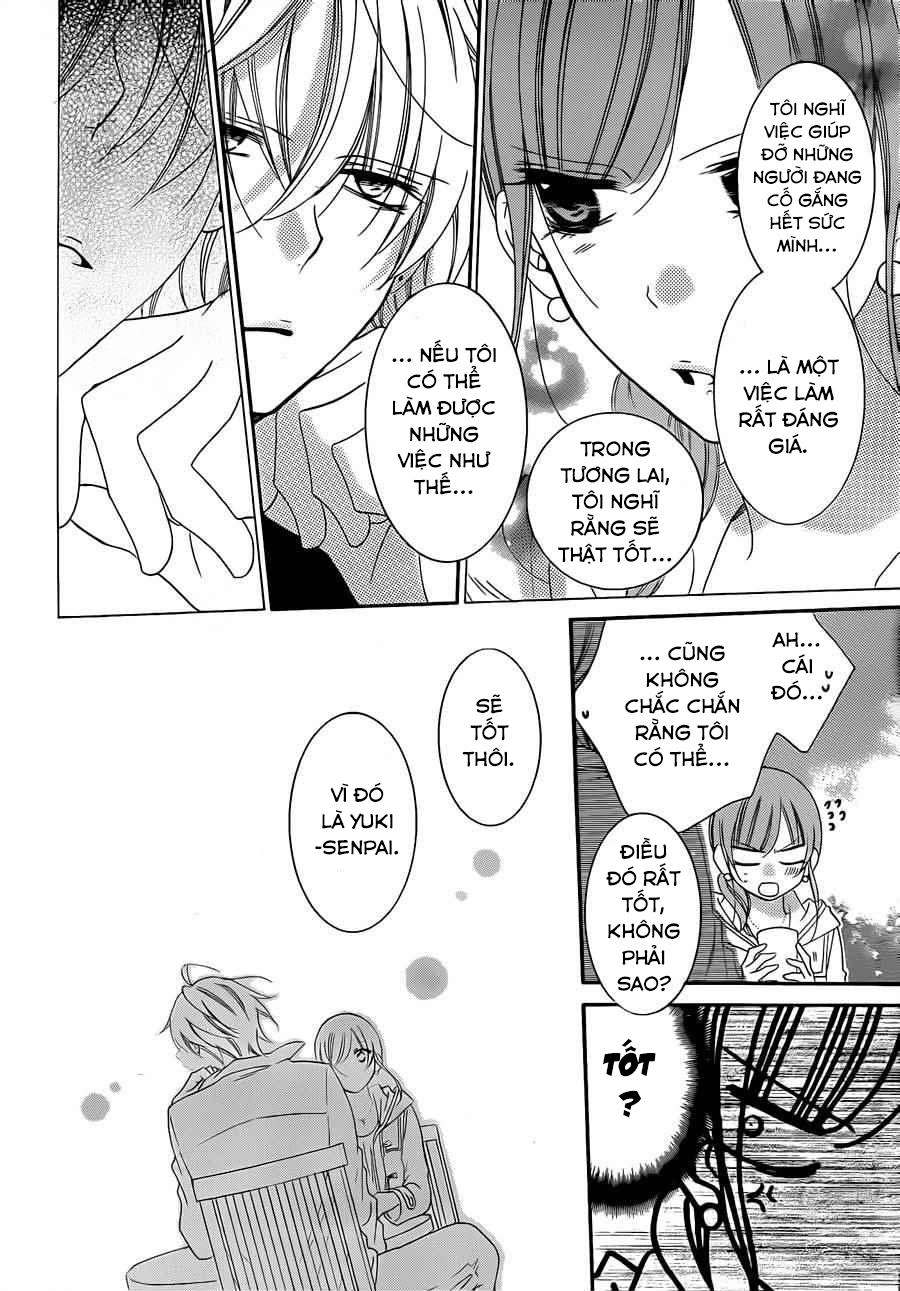 TÔI NGHĨ
VIỆC GIÚP
ĐỠ NHỮNG
NGƯỜI ĐANG
CỐ GẮNG
HẾT SỨC
MÌNH...
... LÀ MỘT
VIỆC LÀM
RẤT ĐÁNG
GIÁ.
TRONG
TƯƠNG LAI,
TÔI NGHĨ
RẰNG SẼ
THẬT TỐT...
... NẾU TÔI
CÓ THỂ
LÀM ĐƯỢC
NHỮNG
VIỆC NHƯ
THẾ...
AH...
CÁI
ĐÓ...
... CŨNG
KHÔNG
CHẮC CHẮN
RẰNG TÔI
CÓ THỂ...
ĐIỀU
ĐÓ RẤT
TỐT,
KHÔNG
PHẢI
SAO?
TỐT
?
SẼ
TỐT
THÔI.
VÌ ĐÓ
LÀ YUKI
-SENPAI.